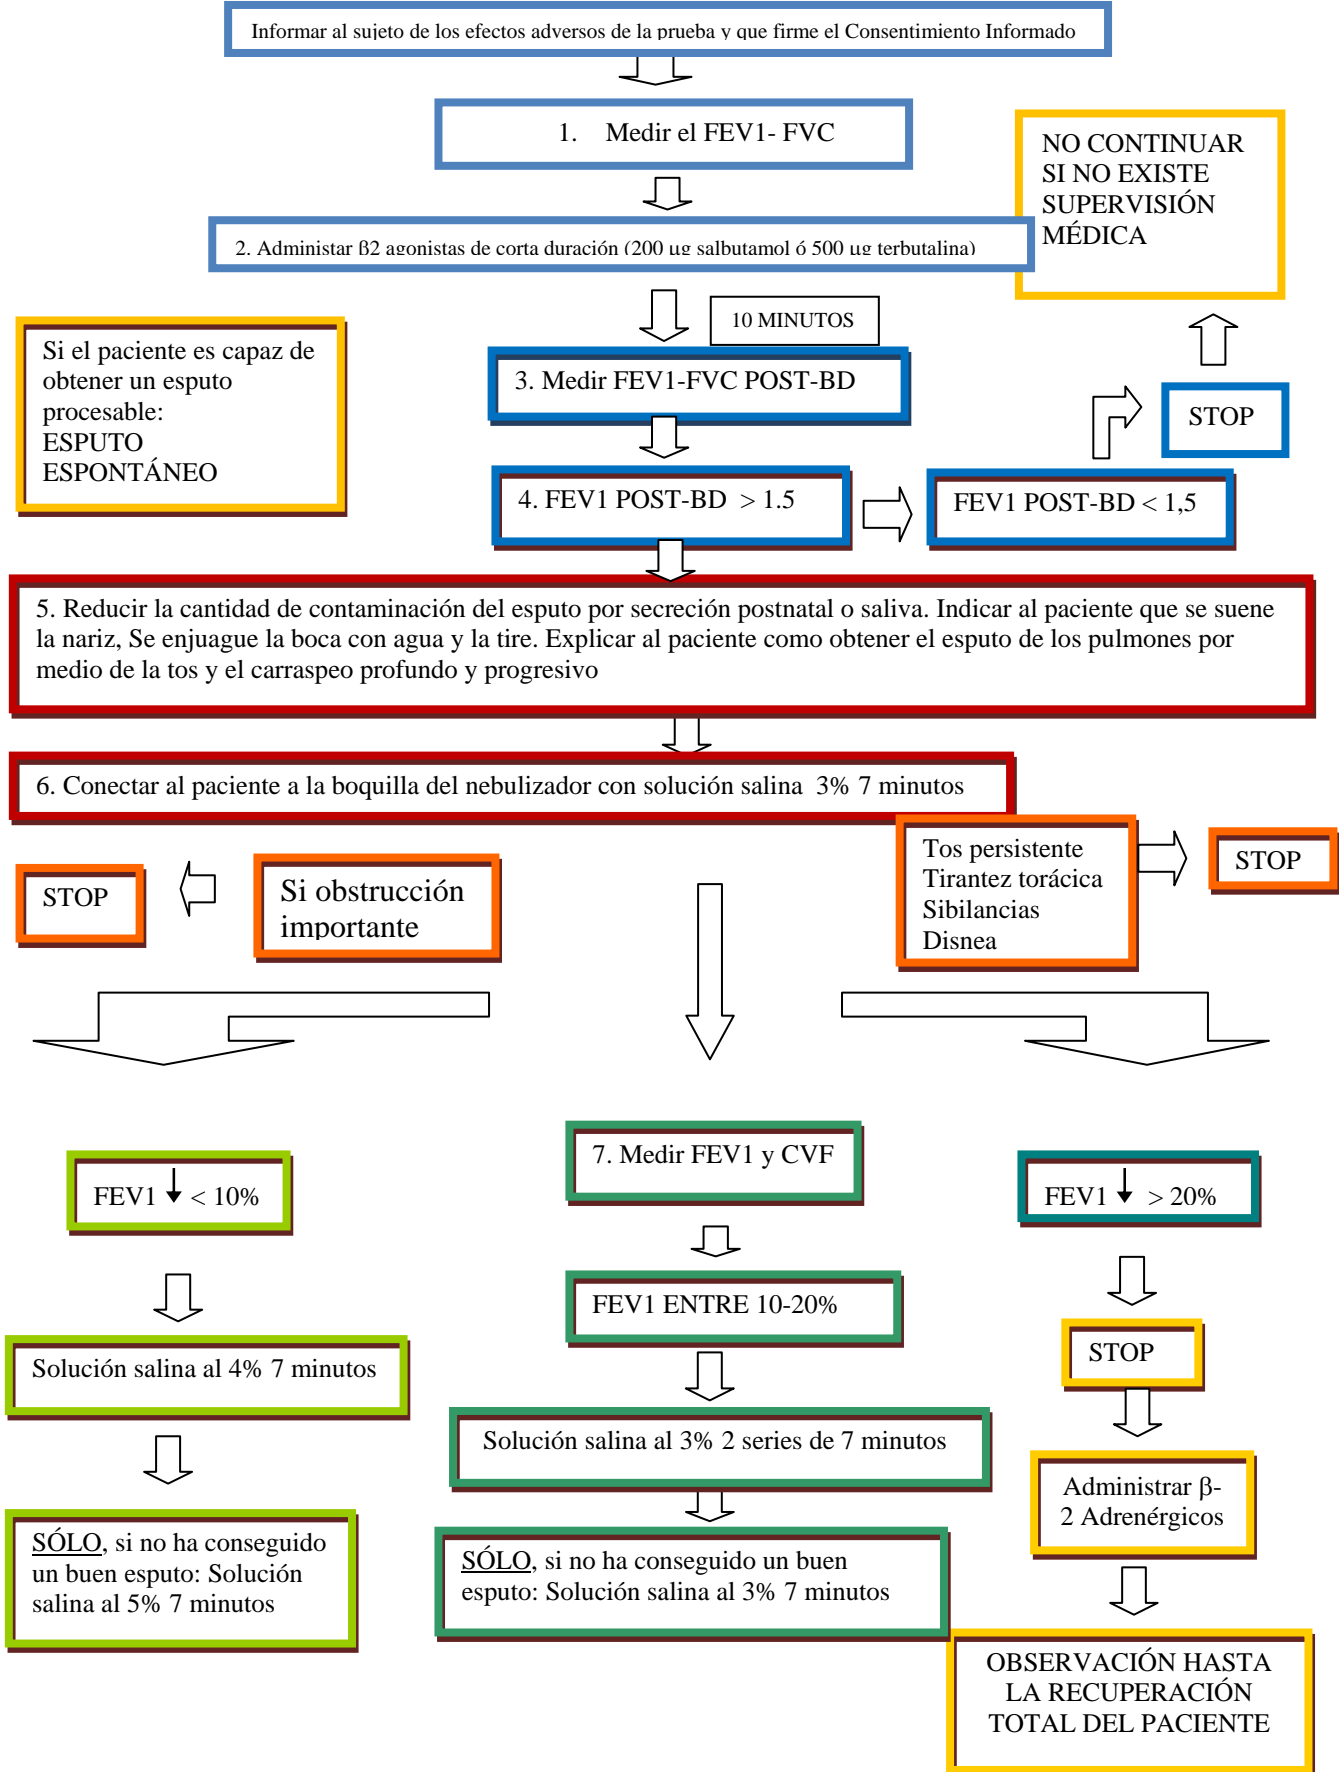 Informar al sujeto de los efectos adversos de la prueba y que firme el Consentimiento Informado
1. Medir el FEV1- FVC
NO CONTINUAR
SI NO EXISTE
SUPERVISIÓN
MÉDICA
2. Administar ß2 agonistas de corta duración (200 µg salbutamol ó 500 µg terbutalina)
10 MINUTOS
Si el paciente es capaz de
obtener un esputo
procesable:
ESPUTO
ESPONTÁNEO
3. Medir FEV1-FVC POST-BD
STOP
4. FEV1 POST-BD > 1.5
FEV1 POST-BD < 1,5
5. Reducir la cantidad de contaminación del esputo por secreción postnatal o saliva. Indicar al paciente que se suene
la nariz, Se enjuague la boca con agua y la tire. Explicar al paciente como obtener el esputo de los pulmones por
medio de la tos y el carraspeo profundo y progresivo
6. Conectar al paciente a la boquilla del nebulizador con solución salina 3% 7 minutos
STOP
Si obstrucción
importante
Tos persistente
Tirantez torácica
Sibilancias
Disnea
STOP
FEV1 ↓ < 10%
7. Medir FEV1 y CVF
FEV1 ↓ > 20%
FEV1 ENTRE 10-20%
Solución salina al 4% 7 minutos
STOP
Solución salina al 3% 2 series de 7 minutos
Administrar β-
2 Adrenérgicos
SÓLO, si no ha conseguido
un buen esputo: Solución
salina al 5% 7 minutos
SÓLO, si no ha conseguido un buen
esputo: Solución salina al 3% 7 minutos
OBSERVACIÓN HASTA
LA RECUPERACIÓN
TOTAL DEL PACIENTE